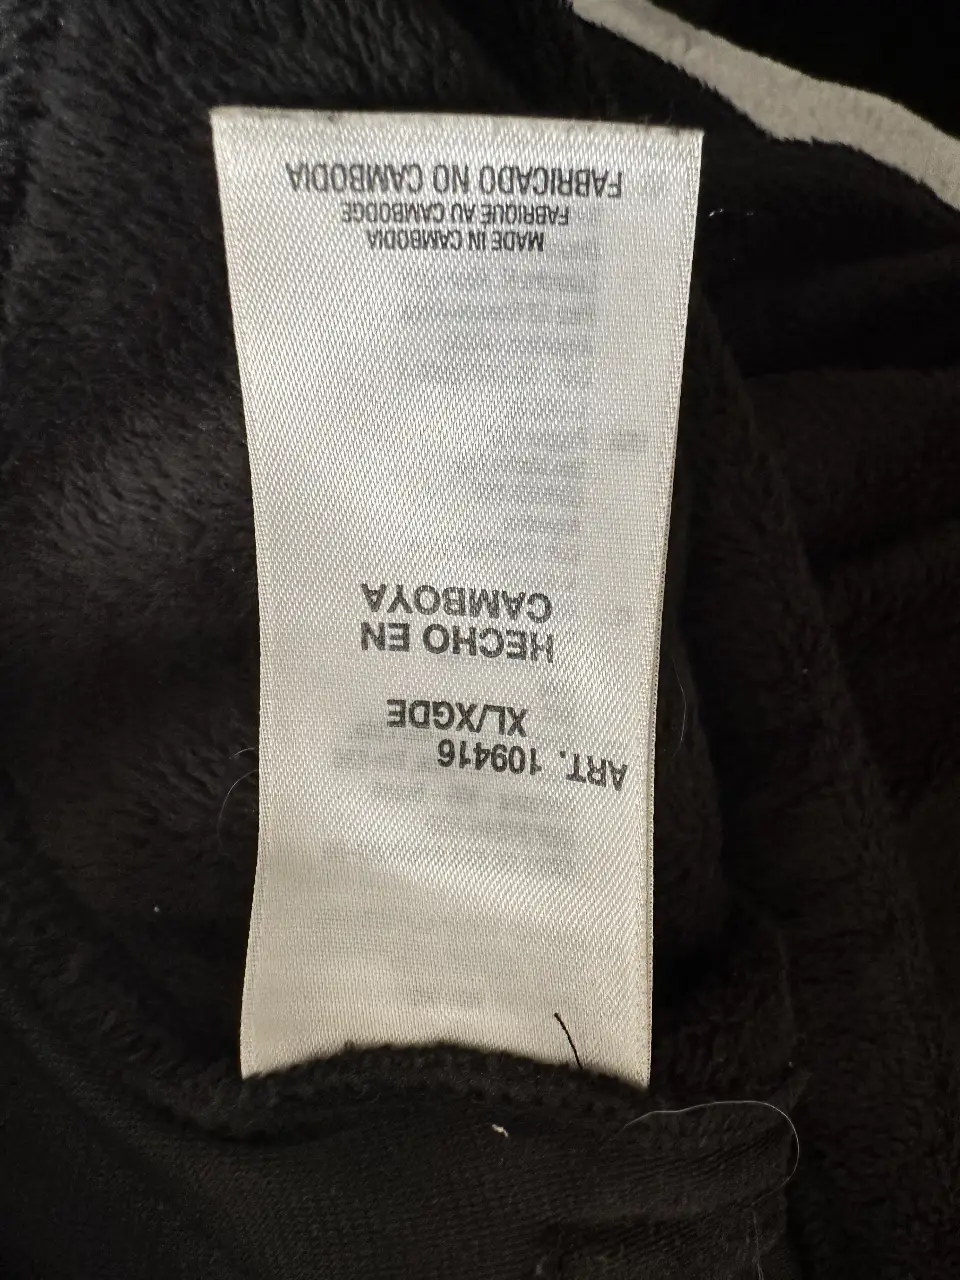 ART. 109416
XL/XGDE
HECHO EN
CAMBOYA
MADE IN CAMBODIA
FABRIQUE AU CAMBODGE
FABRICADO NO CAMBODIA